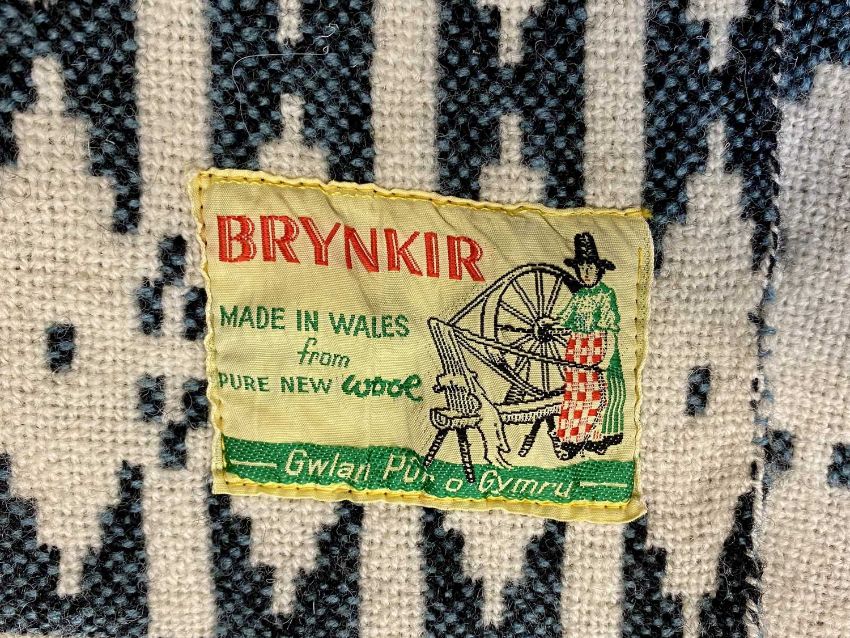 BRYNKIR
MADE IN WALES
from
PURE NEW wool
Gwlan Pur o Gymru